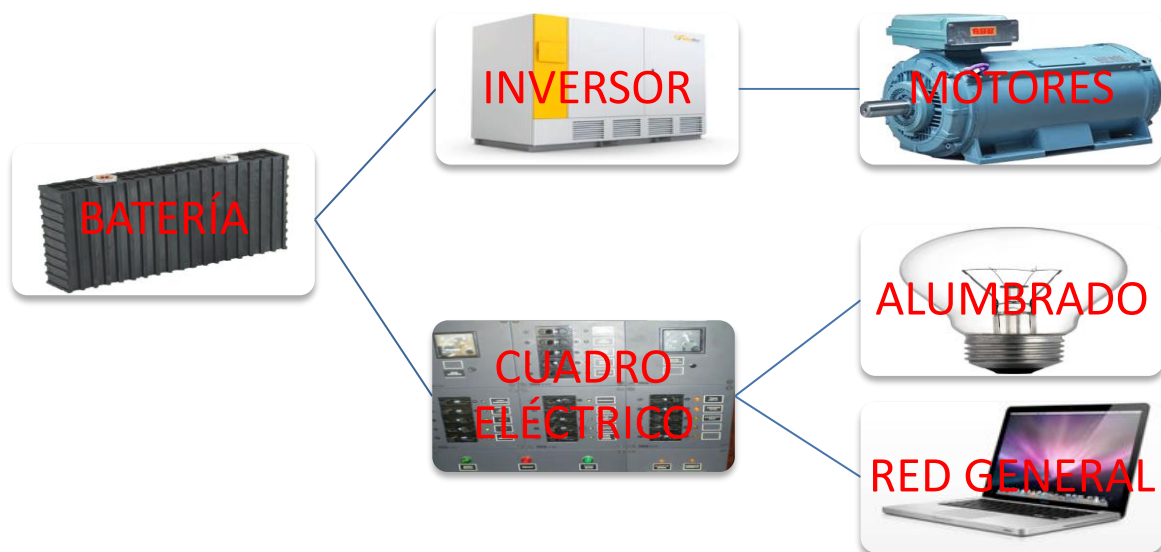 INVERSOR
MOTORES
BATERÍA
ALUMBRADO
CUADRO
ELÉCTRICO
RED GENERAL